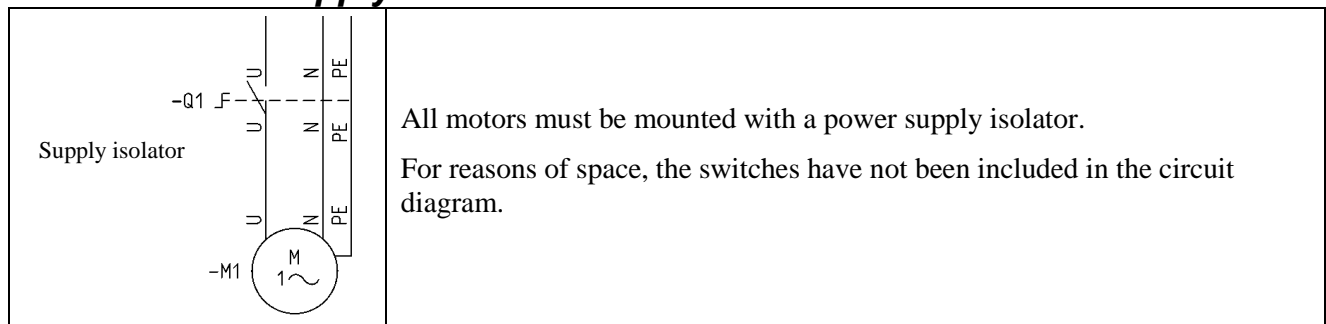 U N PE
-Q1
U N PE
Supply isolator
U N PE
M
-M1
1~
All motors must be mounted with a power supply isolator.
For reasons of space, the switches have not been included in the circuit
diagram.